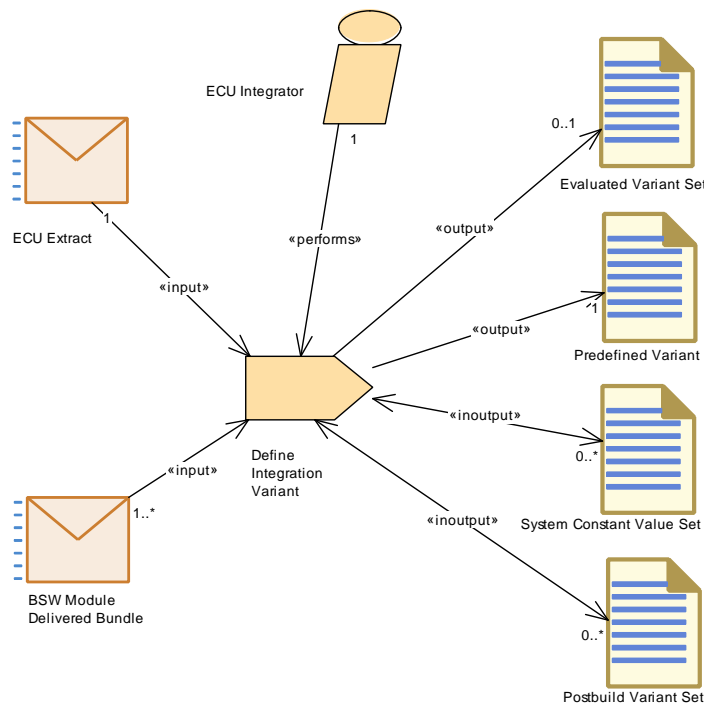 ECU Integrator
1
0..1
Evaluated Variant Set
1
ECU Extract
«performs»
«output»
«input»
«output»
1
Predefined Variant
«inoutput»
0..*
Define
Integration
Variant
«input»
1..*
System Constant Value Set
«inoutput»
BSW Module
Delivered Bundle
0..*
Postbuild Variant Set